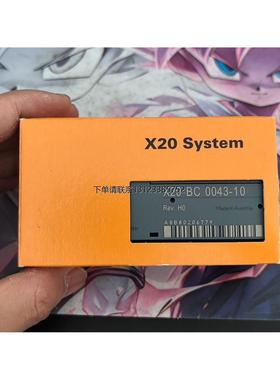 X20 System
X20 BC 0043-10
Rev. H0
Made in Austria
下单请联系